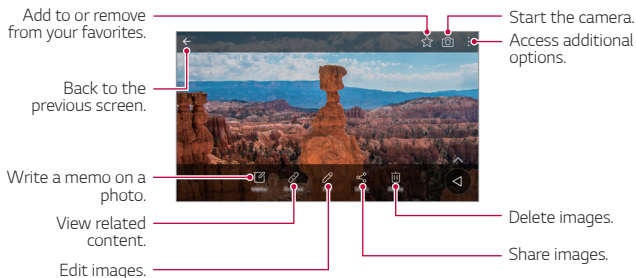 Add to or remove
from your favorites.
Start the camera.
Access additional
options.
Back to the
previous screen.
Write a memo on a
photo.
View related
content.
Edit images.
Delete images.
Share images.